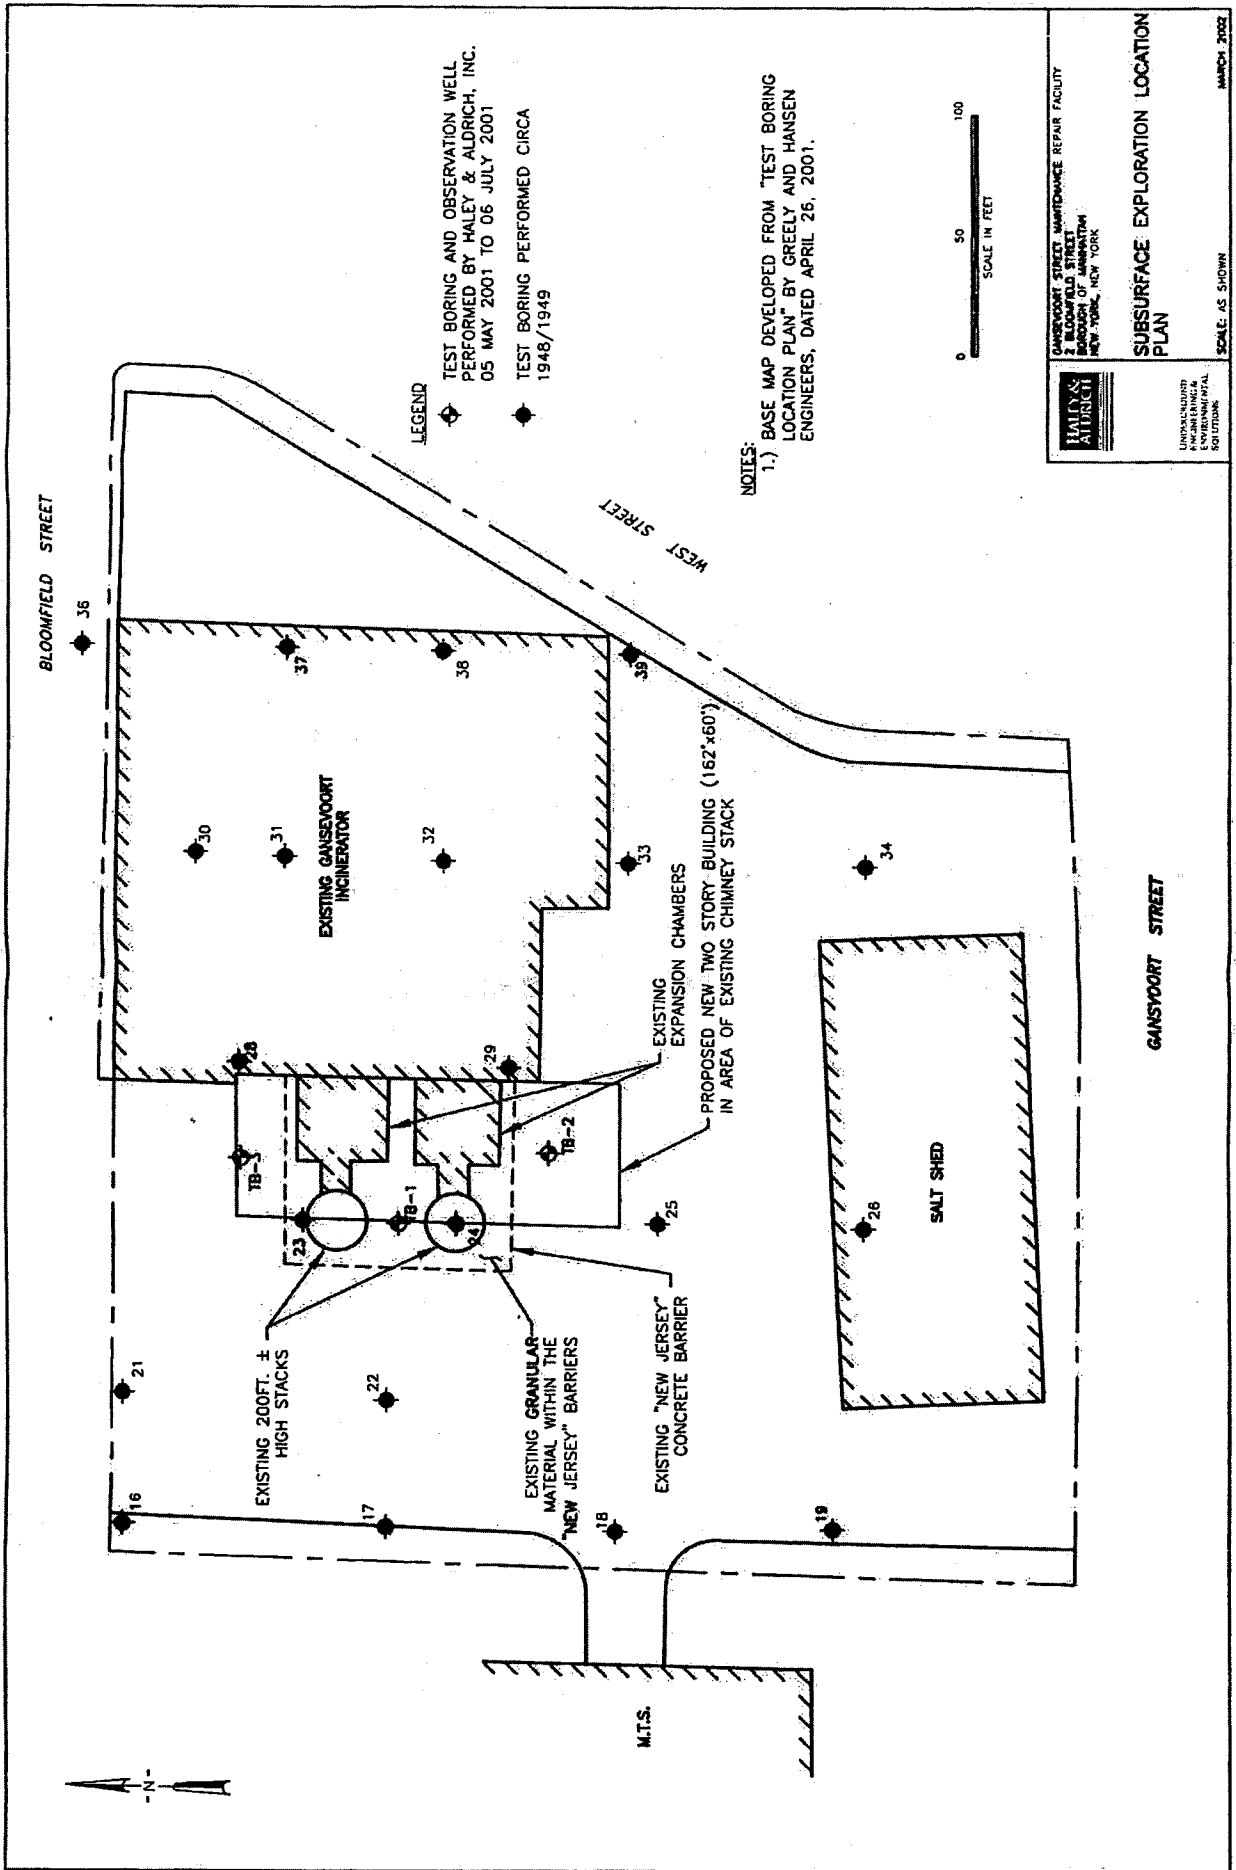 BLOOMFIELD STREET
36
16
21
28
30
37
31
38
32
39
33
34
29
EXISTING GANSEVOORT
INCINERATOR
TB-3
23
TB-1
24
TB-2
25
26
22
17
18
19
EXISTING 200FT. ±
HIGH STACKS
EXISTING GRANULAR
MATERIAL WITHIN THE
"NEW JERSEY" BARRIERS
EXISTING "NEW JERSEY"
CONCRETE BARRIER
EXISTING
EXPANSION CHAMBERS
PROPOSED NEW TWO STORY BUILDING (162'x60')
IN AREA OF EXISTING CHIMNEY STACK
SALT SHED
M.T.S.
-N-
WEST STREET
GANSVOORT STREET
LEGEND
TEST BORING AND OBSERVATION WELL
PERFORMED BY HALEY & ALDRICH, INC.
05 MAY 2001 TO 06 JULY 2001
TEST BORING PERFORMED CIRCA
1948/1949
NOTES:
1.) BASE MAP DEVELOPED FROM "TEST BORING
LOCATION PLAN" BY GREELY AND HANSEN
ENGINEERS, DATED APRIL 26, 2001.
0 50 100
SCALE IN FEET
HALEY &
ALDRICH
UNDERGROUND
ENGINEERING &
ENVIRONMENTAL
SOLUTIONS
GANSEVOORT STREET MAINTENANCE REPAIR FACILITY
2 BLOOMFIELD STREET
BOROUGH OF MANHATTAN
NEW YORK, NEW YORK
SUBSURFACE EXPLORATION LOCATION
PLAN
SCALE: AS SHOWN MARCH 2002